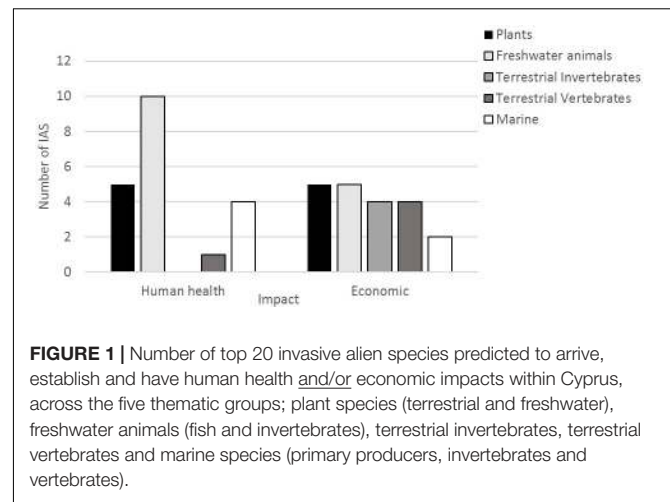 Plants
Freshwater animals
Terrestrial Invertebrates
Terrestrial Vertebrates
Marine
12
10
8
6
4
2
0
Number of IAS
Human health
Economic
Impact
FIGURE 1 | Number of top 20 invasive alien species predicted to arrive,
establish and have human health and/or economic impacts within Cyprus,
across the five thematic groups; plant species (terrestrial and freshwater),
freshwater animals (fish and invertebrates), terrestrial invertebrates, terrestrial
vertebrates and marine species (primary producers, invertebrates and
vertebrates).